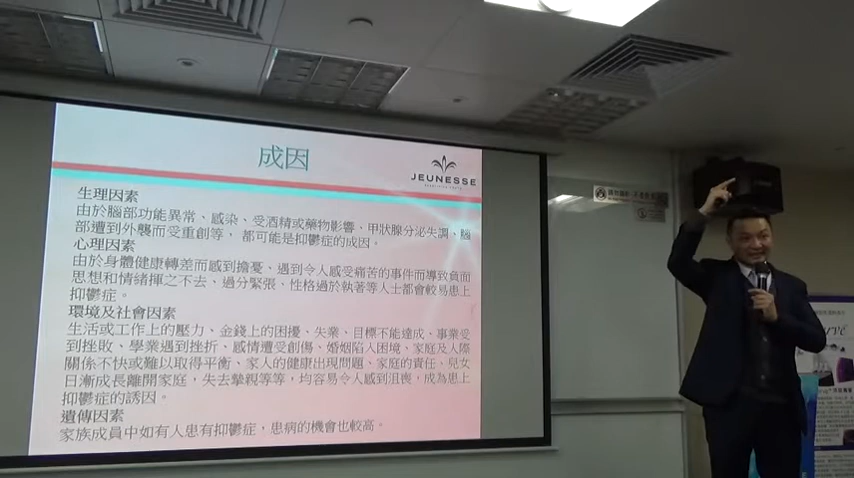 成因
JEUNESSE
生理因素
由於腦部功能異常、感染、受酒精或藥物影響、甲狀腺分泌失調、腦
部遭到外襲而受重創等，都可能是抑鬱症的成因。
心理因素
由於身體健康轉差而感到擔憂、遇到令人感受痛苦的事件而導致負面
思想和情緒揮之不去、過分緊張、性格過於執著等人士都會較易患上
抑鬱症。
環境及社會因素
生活或工作上的壓力、金錢上的困擾、失業、目標不能達成、事業受
到挫敗、學業遇到挫折、感情遭受創傷、婚姻陷入困境、家庭及人際
關係不快或難以取得平衡、家人的健康出現問題、家庭的責任、兒女
日漸成長離開家庭，失去摯親等等，均容易令人感到沮喪，成為患上
抑鬱症的誘因。
遺傳因素
家族成員中如有人患有抑鬱症，患病的機會也較高。